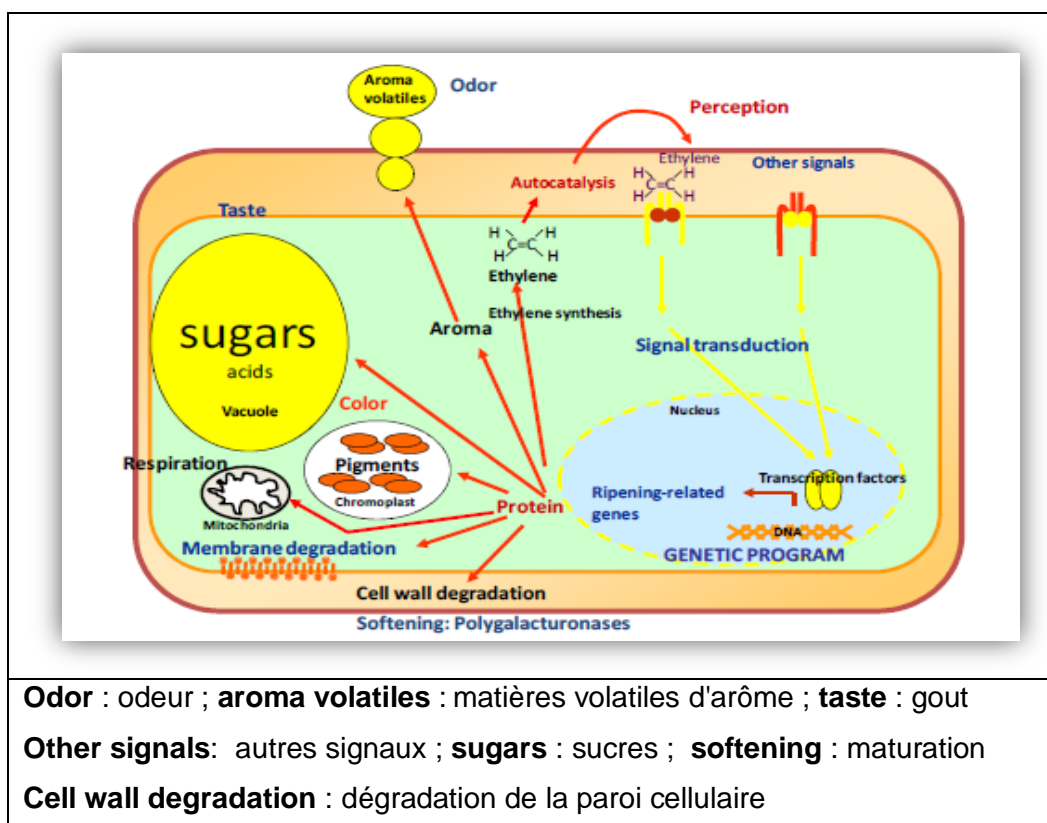 Aroma
volatiles
Odor
Perception
Ethylene
Other signals
H H
C=C
H H
Autocatalysis
Taste
H H
C=C
H H
Ethylene
Ethylene synthesis
Aroma
sugars
acids
Vacuole
Signal transduction
Color
Nucleus
Respiration
Pigments
Chromoplast
Mitochondria
Protein
Ripening-related
genes
Transcription factors
DNA
GENETIC PROGRAM
Membrane degradation
Cell wall degradation
Softening: Polygalacturonases
Odor : odeur ; aroma volatiles : matières volatiles d'arôme ; taste : gout
Other signals: autres signaux ; sugars : sucres ; softening : maturation
Cell wall degradation : dégradation de la paroi cellulaire